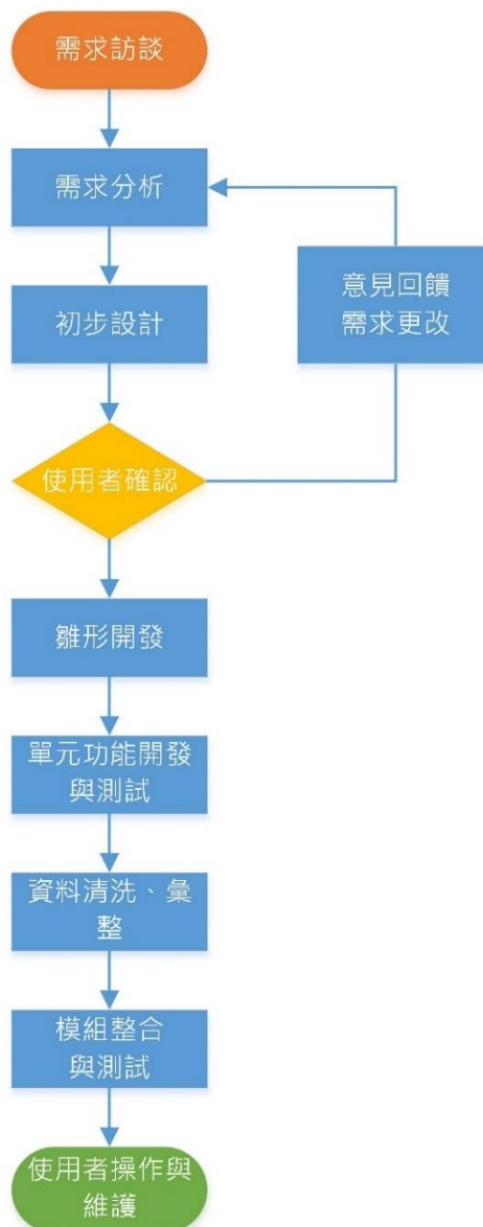 需求訪談
需求分析
初步設計
意見回饋
需求更改
使用者確認
雛形開發
單元功能開發
與測試
資料清洗、彙
整
模組整合
與測試
使用者操作與
維護